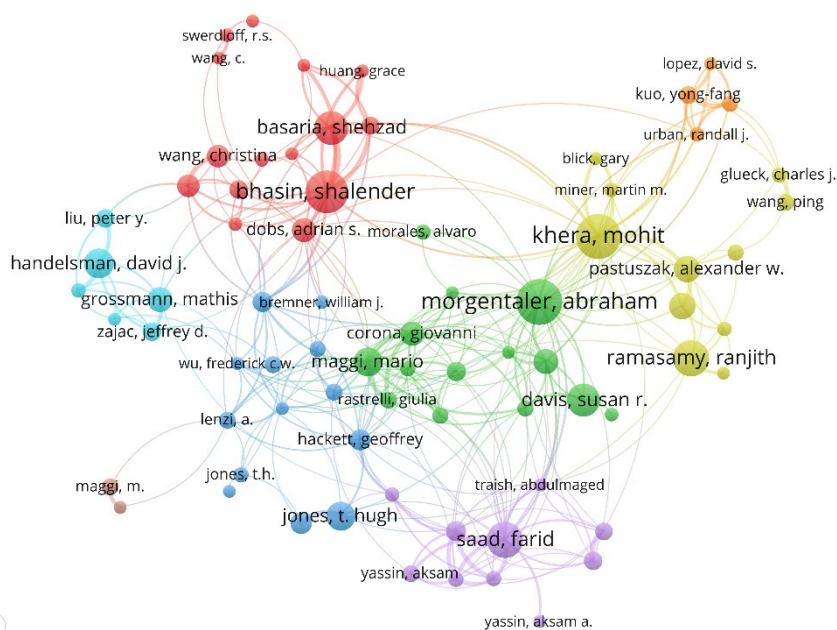 swerdloff, r.s.
wang, c.
huang, grace
lopez, david s.
kuo, yong-fang
basaria, shehzad
urban, randall j.
wang, christina
blick, gary
glueck, charles j.
bhasin, shalender
miner, martin m.
wang, ping
liu, peter y.
dobs, adrian s.
morales, alvaro
khera, mohit
handelsman, david j.
pastuszak, alexander w.
grossmann, mathis
bremner, william j.
morgentaler, abraham
zajac, jeffrey d.
corona, giovanni
wu, frederick c.w.
maggi, mario
ramasamy, ranjith
rastrelli, giulia
davis, susan r.
lenzi, a.
hackett, geoffrey
jones, t.h.
maggi, m.
traish, abdulmaged
jones, t. hugh
saad, farid
yassin, aksam
yassin, aksam a.